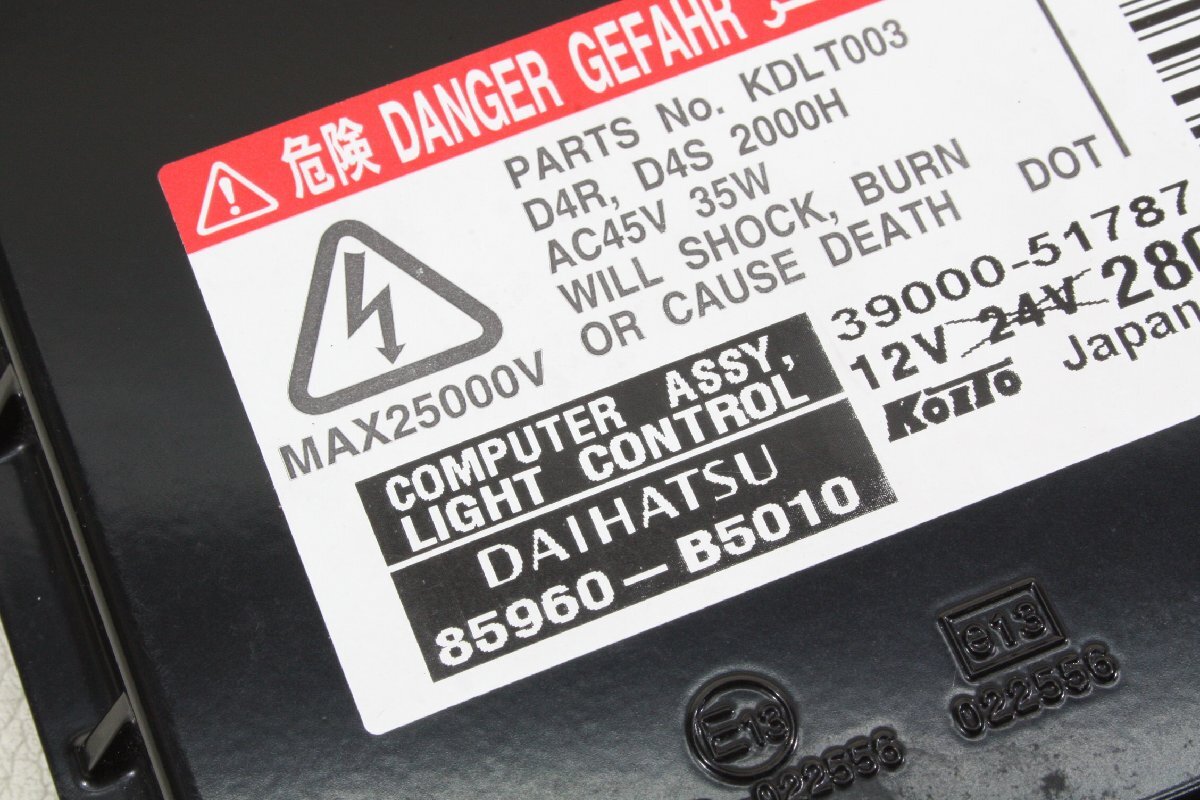 危険 DANGER GEFAHR
PARTS No. KDLT003
D4R, D4S 2000H
AC45V 35W
WILL SHOCK, BURN
OR CAUSE DEATH
DOT
MAX25000V
39000-51787
12V 24V 280
KOITO Japan
COMPUTER ASSY,
LIGHT CONTROL
DAIHATSU
85960-B5010
e13
022556
E13
022556